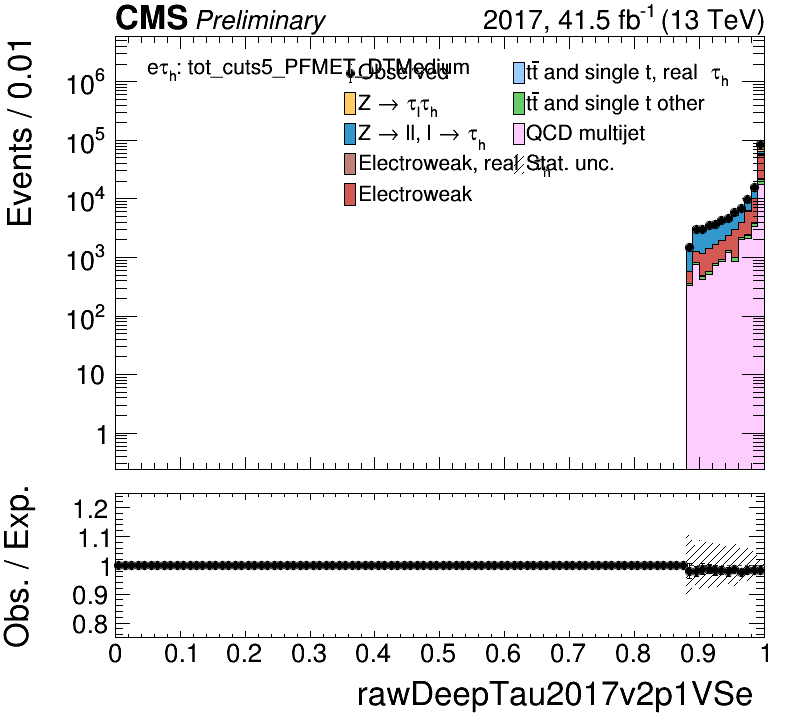 CMS Preliminary 2017, 41.5 fb⁻¹ (13 TeV)
Events / 0.01
eτₕ: tot_cuts5_PFMET_DTMedium
Observed
Z → τₗτₕ
Z → ll, l → τₕ
Electroweak, real τₕ
Electroweak
tt̄ and single t, real τₕ
tt̄ and single t other
QCD multijet
Stat. unc.
10⁶
10⁵
10⁴
10³
10²
10
1
Obs. / Exp.
1.2
1.1
1
0.9
0.8
0 0.1 0.2 0.3 0.4 0.5 0.6 0.7 0.8 0.9 1
rawDeepTau2017v2p1VSe